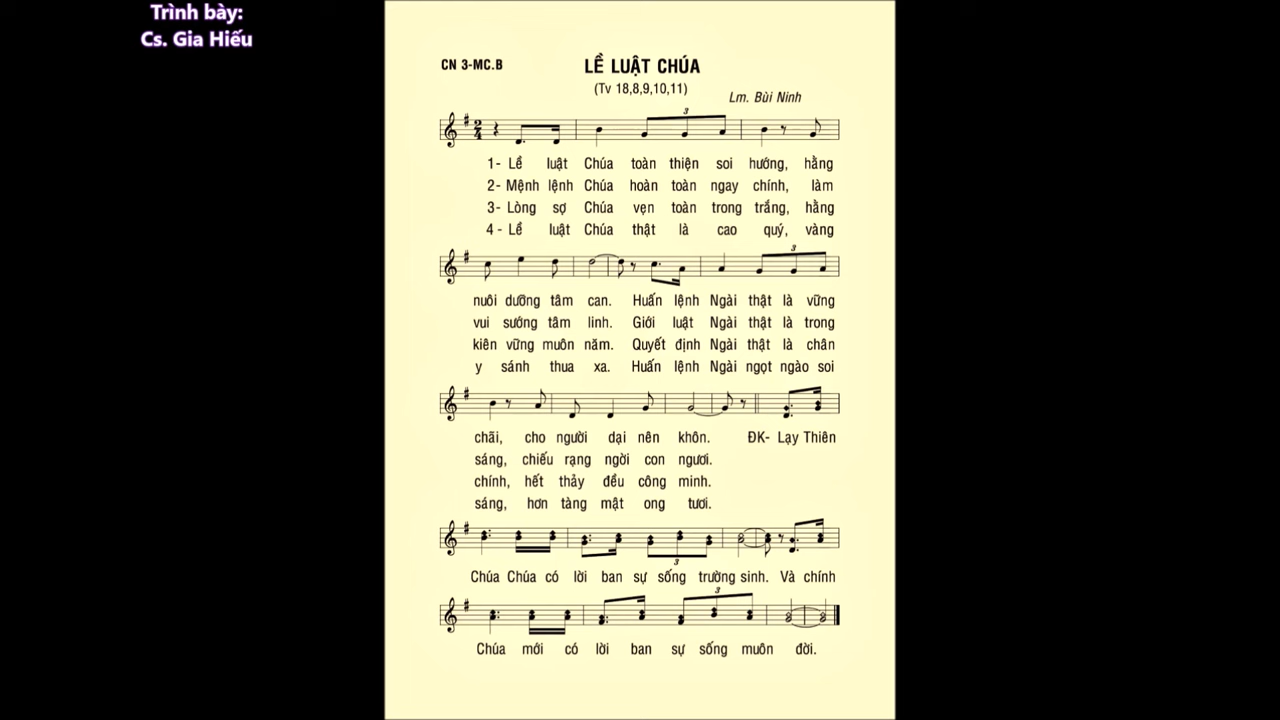 Trình bày:
Cs. Gia Hiếu
CN 3-MC.B
LỀ LUẬT CHÚA
(Tv 18,8,9,10,11)
Lm. Bùi Ninh
3
1- Lề luật Chúa toàn thiện soi hướng, hằng
2- Mệnh lệnh Chúa hoàn toàn ngay chính, làm
3- Lòng sợ Chúa vẹn toàn trong trắng, hằng
4 - Lề luật Chúa thật là cao quý, vàng
3
nuôi dưỡng tâm can. Huấn lệnh Ngài thật là vững
vui sướng tâm linh. Giới luật Ngài thật là trong
kiên vững muôn năm. Quyết định Ngài thật là chân
y sánh thua xa. Huấn lệnh Ngài ngọt ngào soi
chãi, cho người dại nên khôn. ĐK- Lạy Thiên
sáng, chiếu rạng ngời con ngươi.
chính, hết thảy đều công minh.
sáng, hơn tàng mật ong tươi.
3
Chúa Chúa có lời ban sự sống trường sinh. Và chính
3
Chúa mới có lời ban sự sống muôn đời.